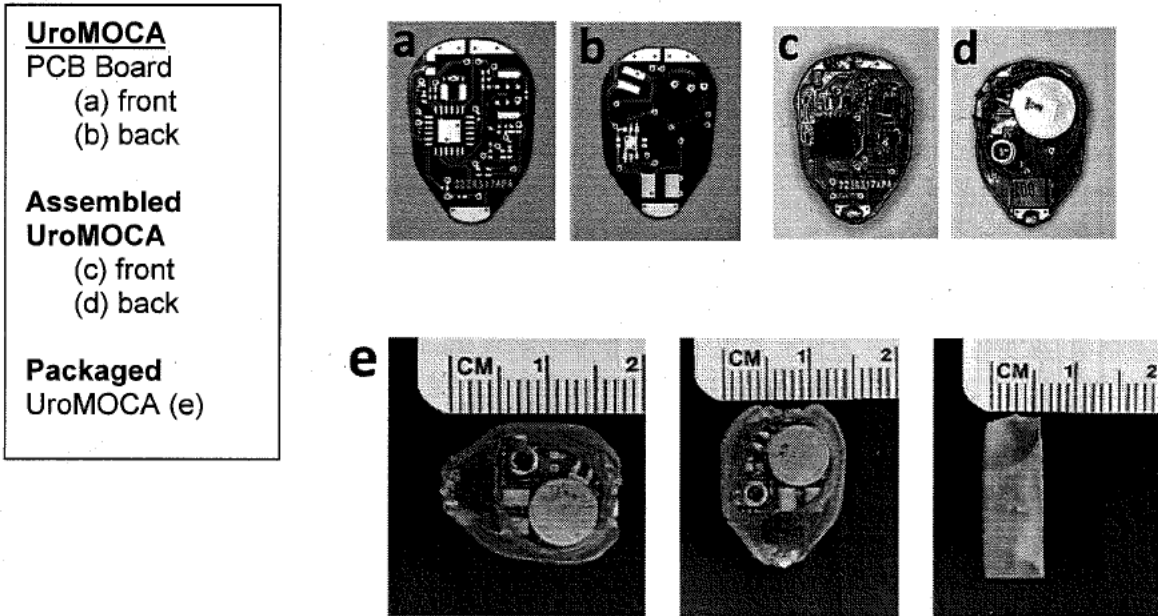 UroMOCA
PCB Board
(a) front
(b) back
Assembled
UroMOCA
(c) front
(d) back
Packaged
UroMOCA (e)
a
b
c
d
e
CM 1 2
CM 1 2
CM 1 2